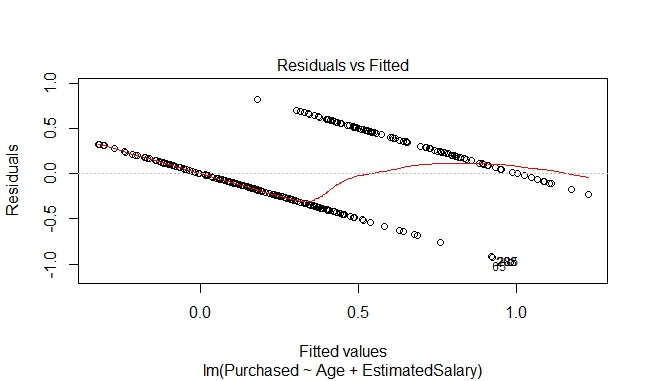 Residuals vs Fitted
Residuals
1.0
0.5
0.0
-0.5
-1.0
65
0.0 0.5 1.0
Fitted values
lm(Purchased ~ Age + EstimatedSalary)